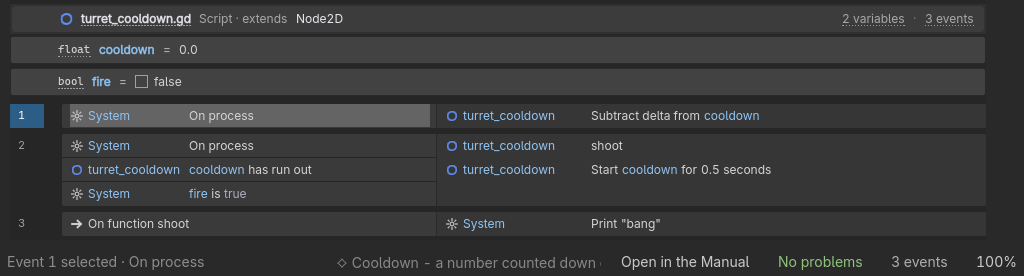 turret_cooldown.gd Script · extends Node2D 2 variables · 3 events
float cooldown = 0.0
bool fire = false
1 System On process turret_cooldown Subtract delta from cooldown
2 System On process turret_cooldown shoot
turret_cooldown cooldown has run out turret_cooldown Start cooldown for 0.5 seconds
System fire is true
3 → On function shoot System Print "bang"
Event 1 selected · On process ◇ Cooldown - a number counted down Open in the Manual No problems 3 events 100%